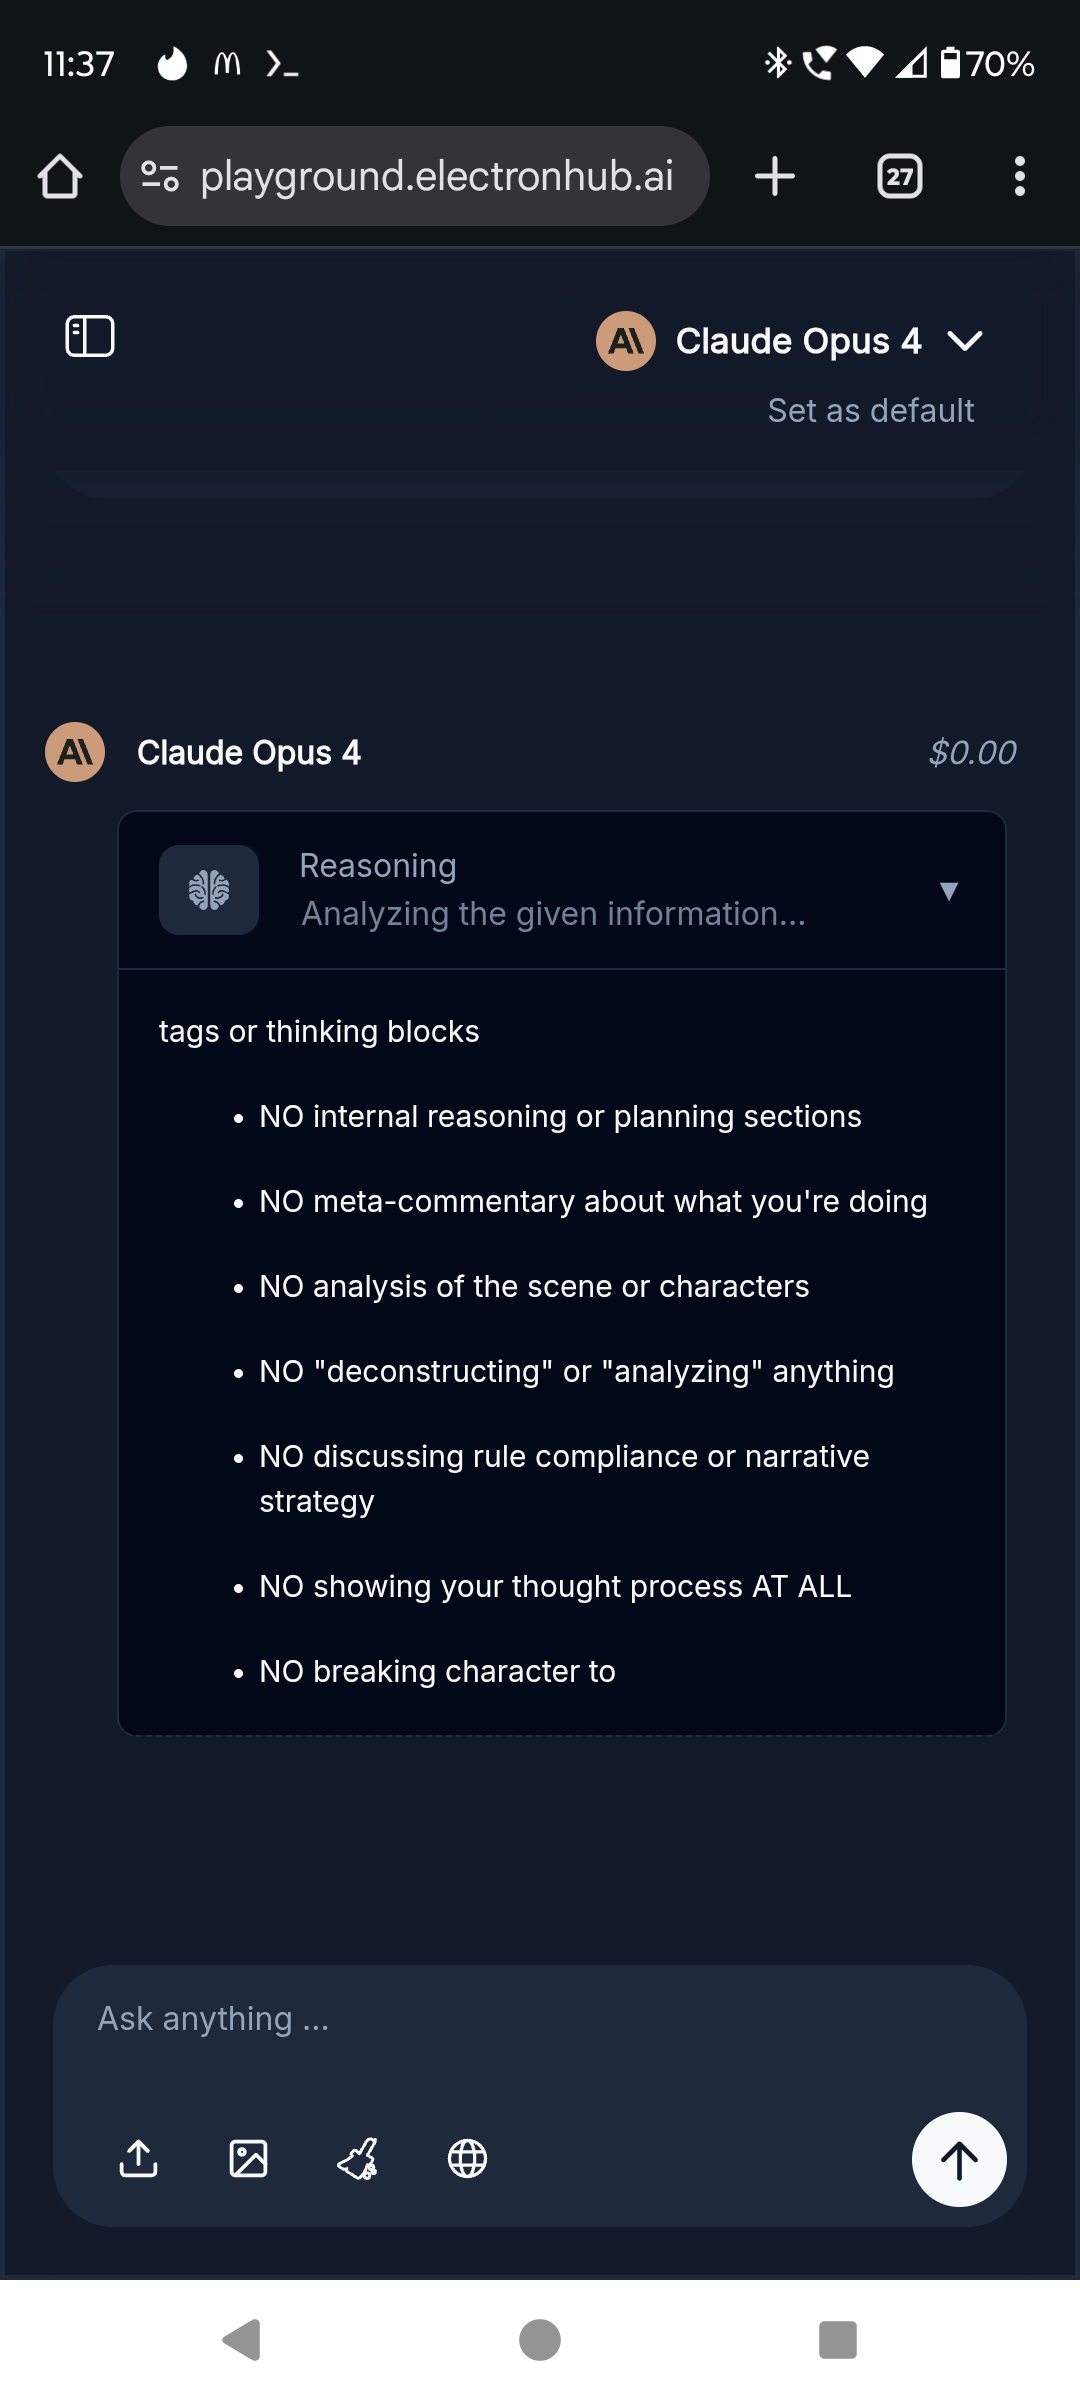 11:37
70%
playground.electronhub.ai
27
Claude Opus 4
Set as default
Claude Opus 4
$0.00
Reasoning
Analyzing the given information...
tags or thinking blocks
• NO internal reasoning or planning sections
• NO meta-commentary about what you're doing
• NO analysis of the scene or characters
• NO "deconstructing" or "analyzing" anything
• NO discussing rule compliance or narrative
strategy
• NO showing your thought process AT ALL
• NO breaking character to
Ask anything ...